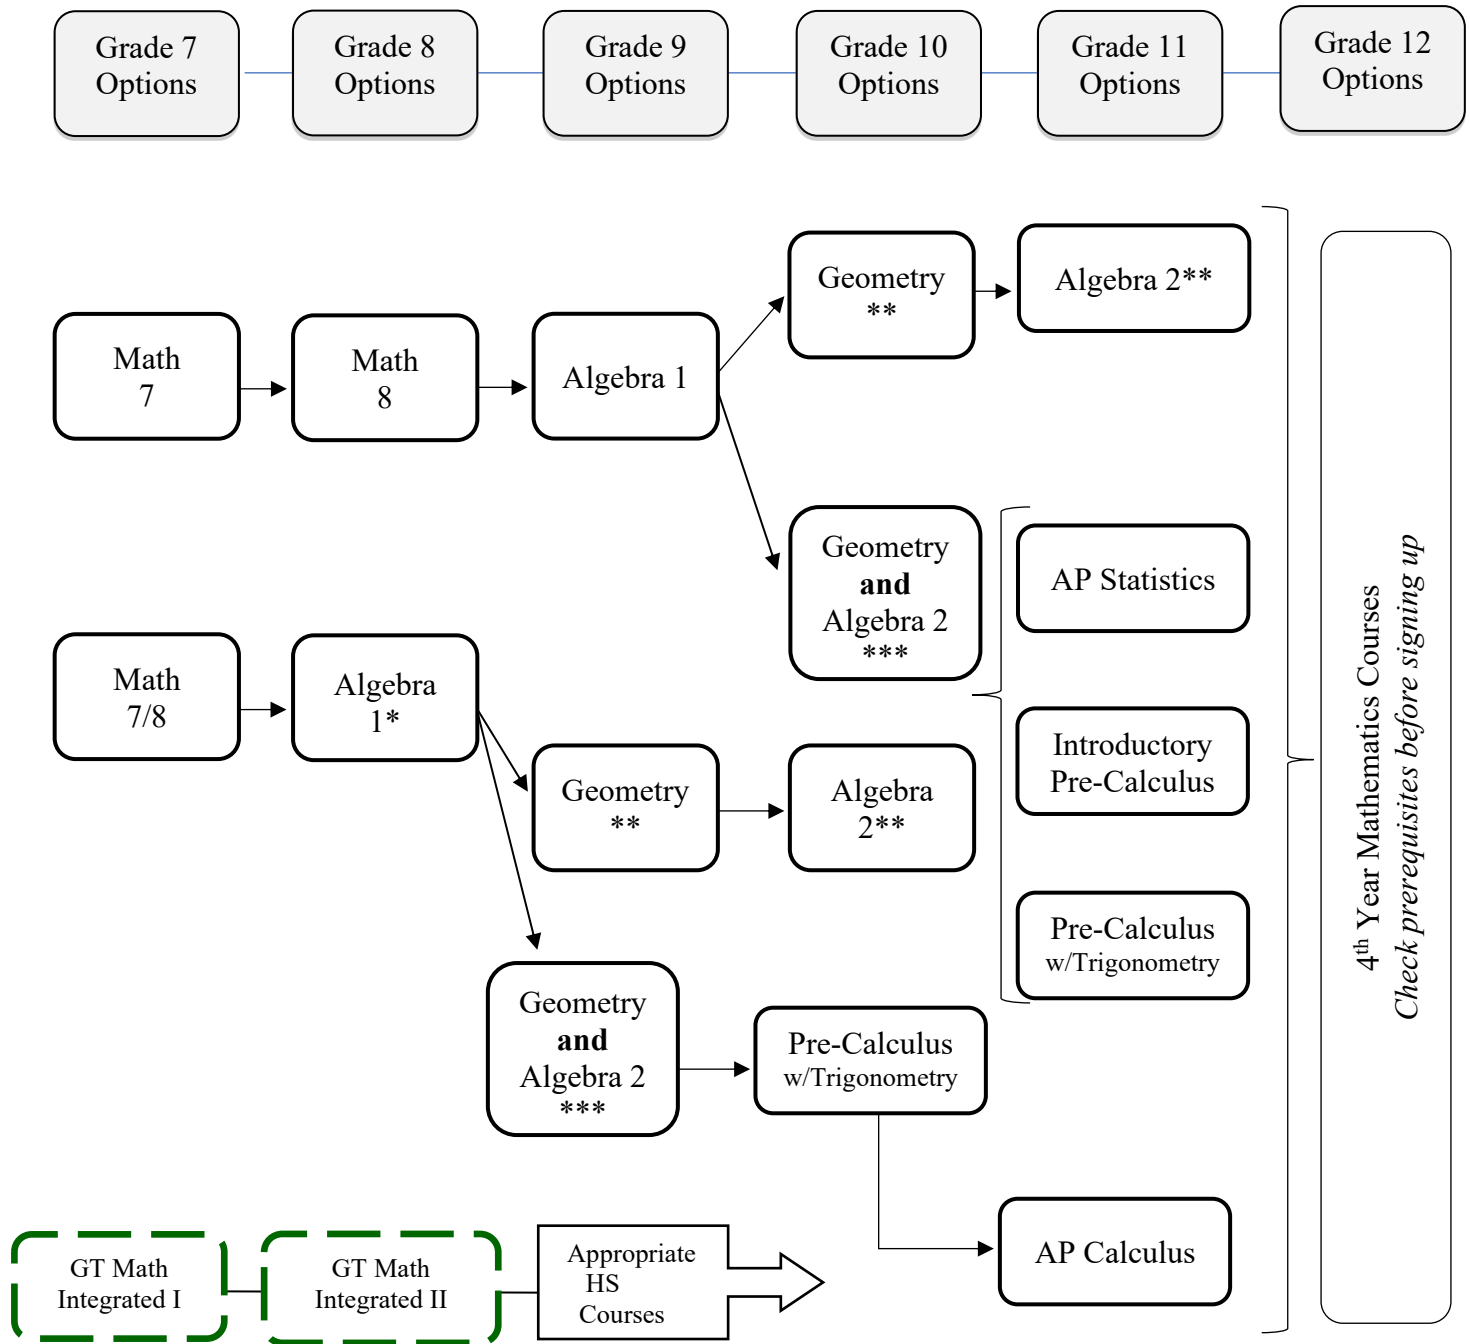 Grade 7
Options
Grade 8
Options
Grade 9
Options
Grade 10
Options
Grade 11
Options
Grade 12
Options
Math
7
Math
8
Algebra 1
Geometry
**
Algebra 2**
Geometry
and
Algebra 2
***
AP Statistics
Math
7/8
Algebra
1*
Geometry
**
Algebra
2**
Introductory
Pre-Calculus
Pre-Calculus
w/Trigonometry
Geometry
and
Algebra 2
***
Pre-Calculus
w/Trigonometry
AP Calculus
GT Math
Integrated I
GT Math
Integrated II
Appropriate
HS
Courses
4th Year Mathematics Courses
Check prerequisites before signing up